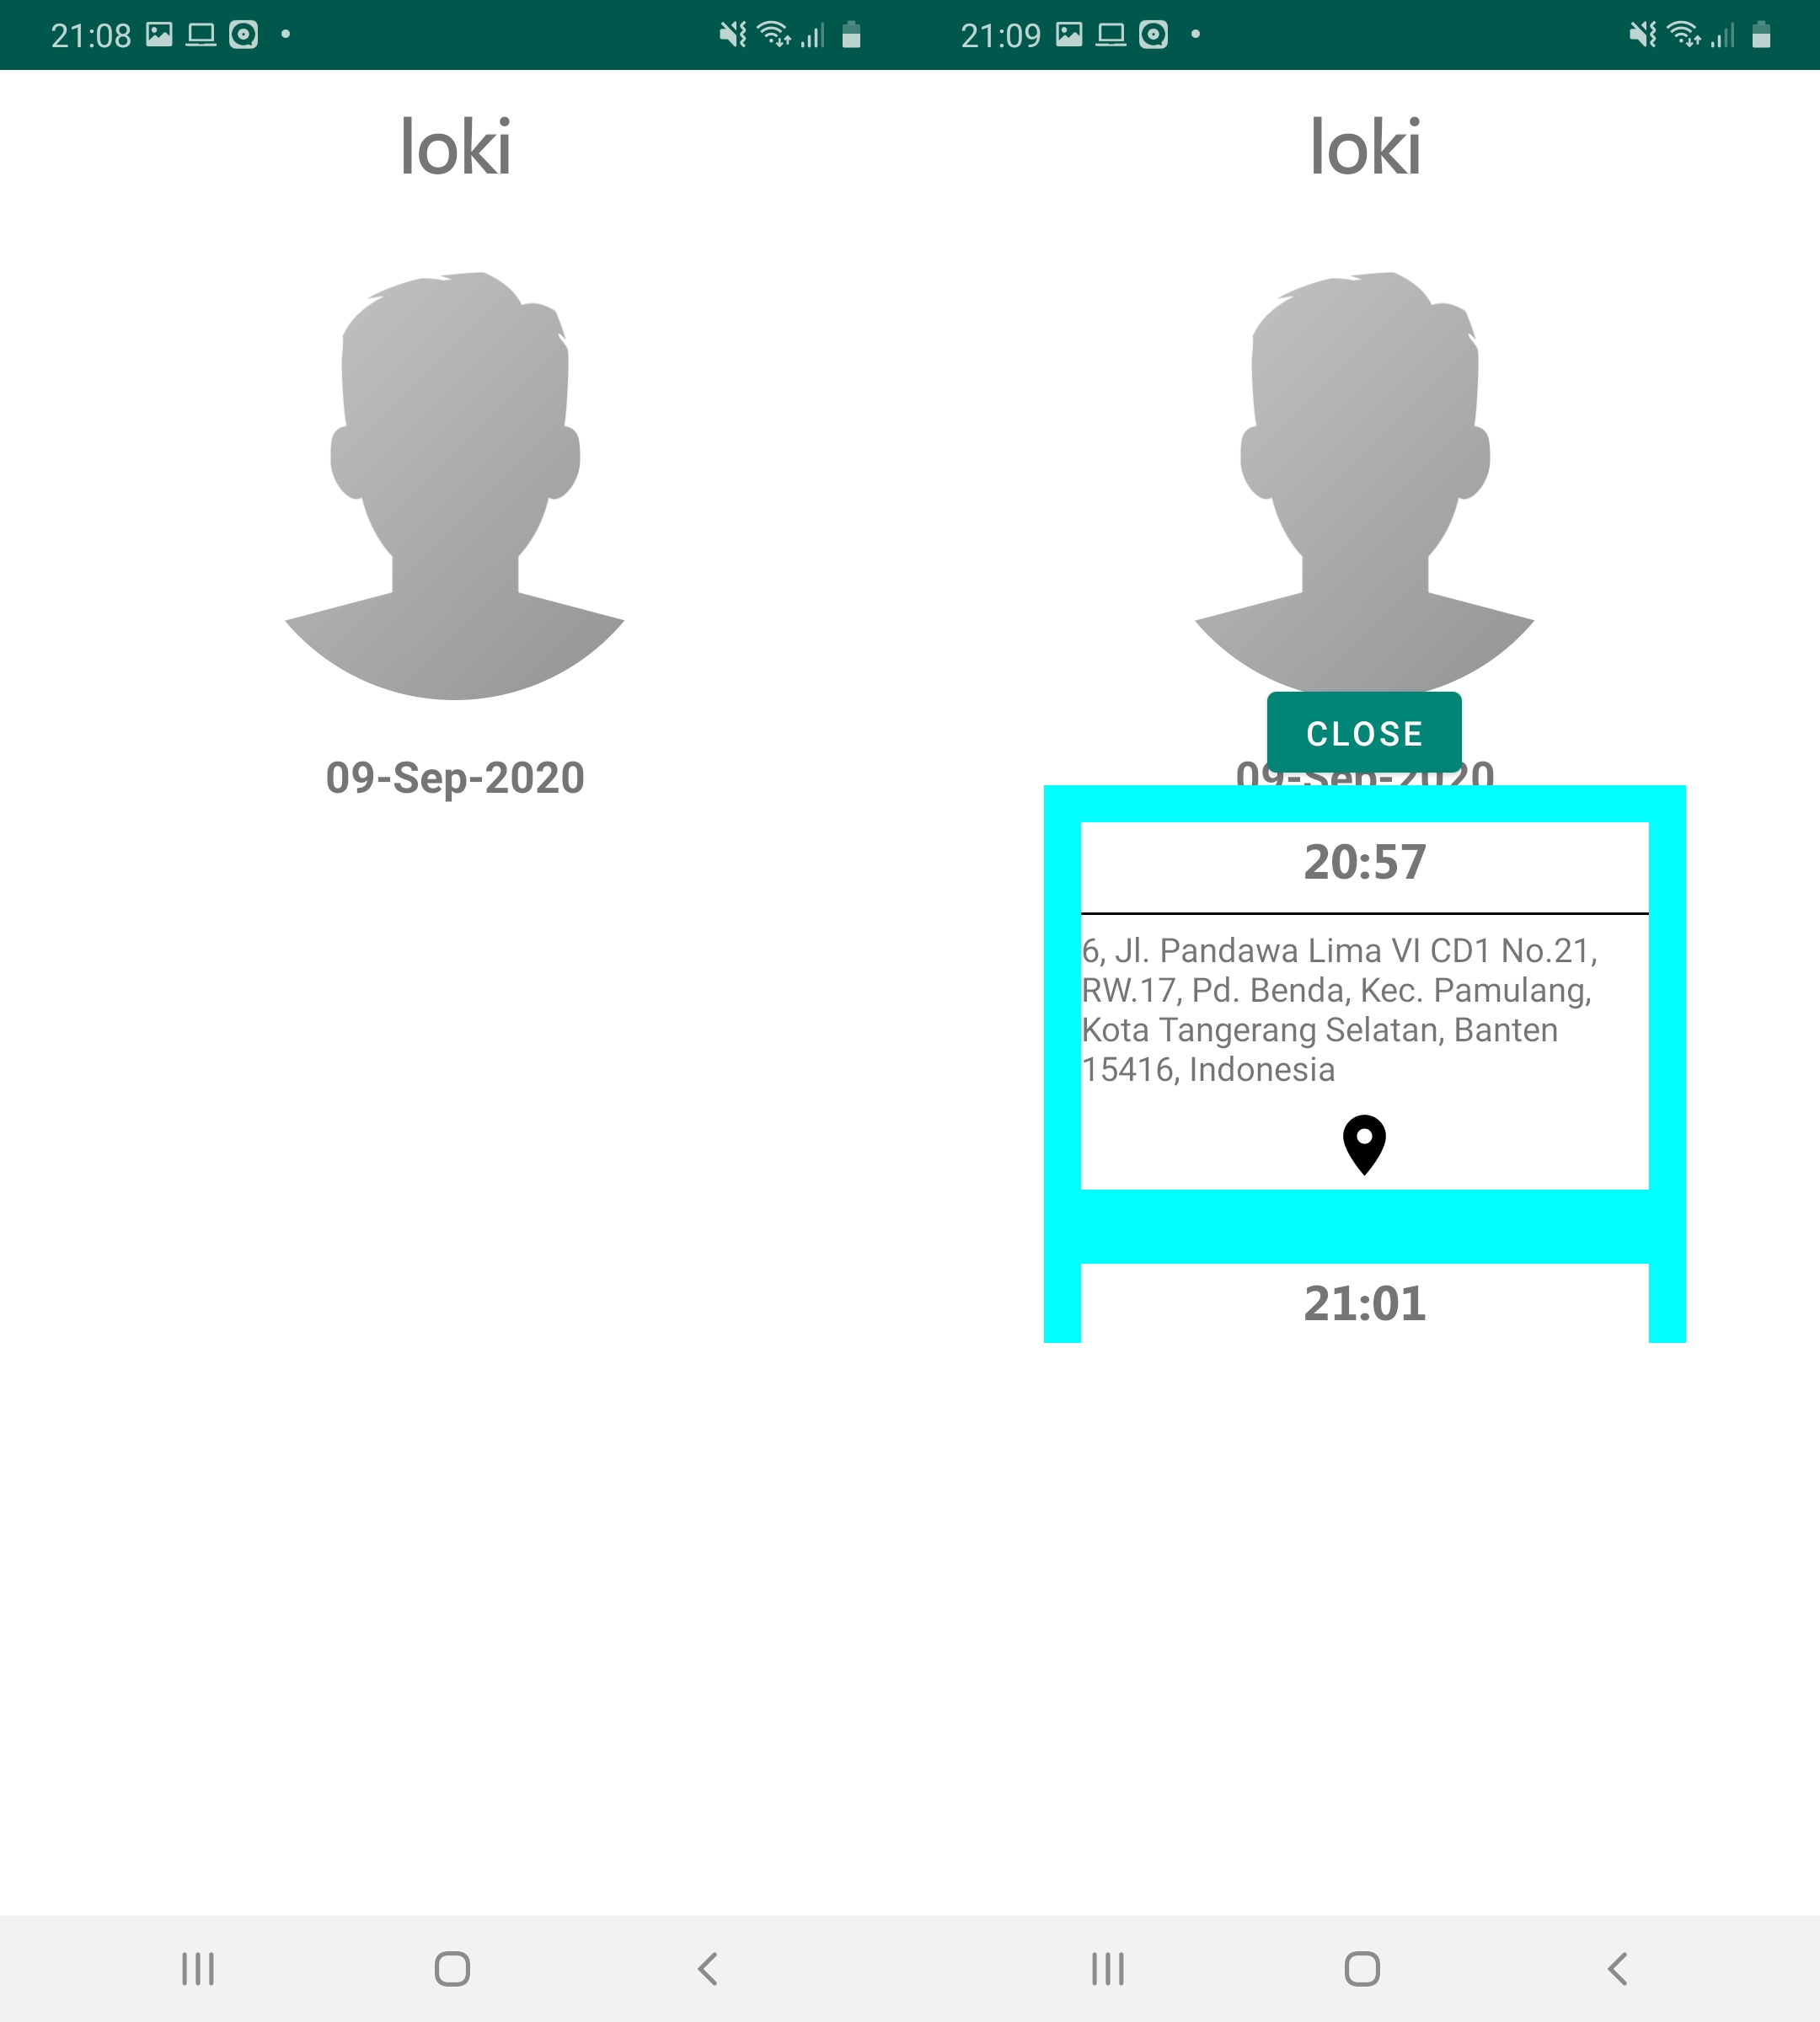 21:08
loki
09-Sep-2020
21:09
loki
CLOSE
09-Sep-2020
20:57
6, Jl. Pandawa Lima VI CD1 No.21,
RW.17, Pd. Benda, Kec. Pamulang,
Kota Tangerang Selatan, Banten
15416, Indonesia
21:01